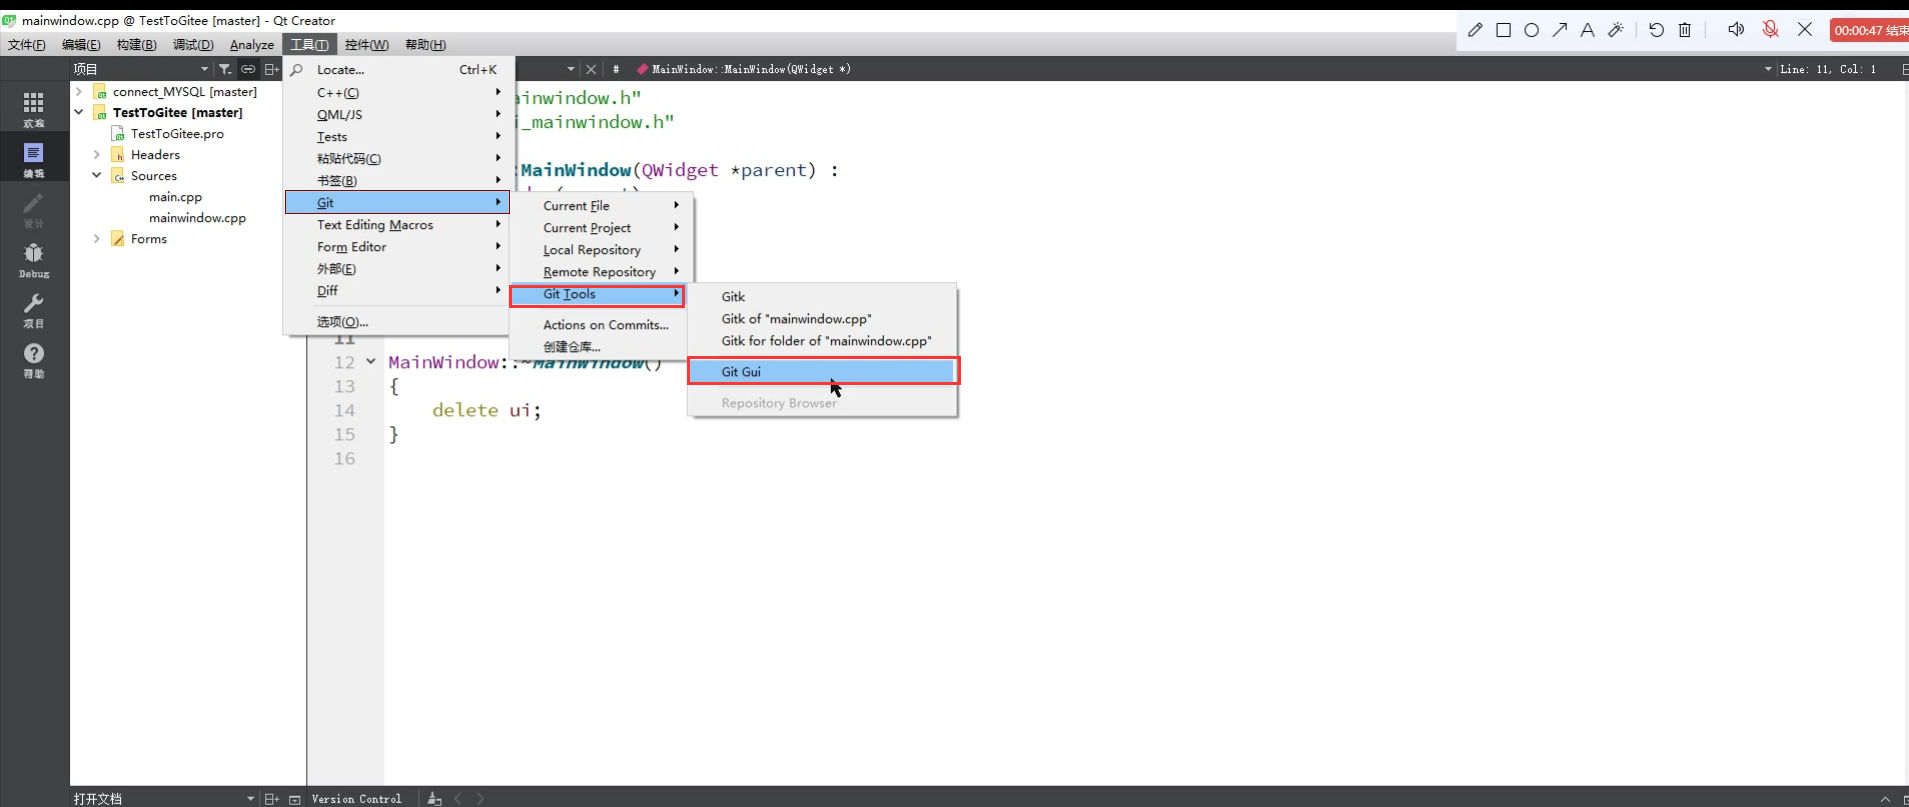 mainwindow.cpp @ TestToGitee [master] - Qt Creator
文件(F) 编辑(E) 构建(B) 调试(D) Analyze 工具(T) 控件(W) 帮助(H)
00:00:47 结束
项目
MainWindow::MainWindow(QWidget *)
Line: 11, Col: 1
欢迎
编辑
设计
Debug
项目
帮助
connect_MYSQL [master]
TestToGitee [master]
TestToGitee.pro
Headers
Sources
main.cpp
mainwindow.cpp
Forms
Locate... Ctrl+K
C++(C)
QML/JS
Tests
粘贴代码(C)
书签(B)
Git
Text Editing Macros
Form Editor
外部(E)
Diff
选项(O)...
Current File
Current Project
Local Repository
Remote Repository
Git Tools
Actions on Commits...
创建仓库...
Gitk
Gitk of "mainwindow.cpp"
Gitk for folder of "mainwindow.cpp"
Git Gui
Repository Browser
ainwindow.h"
i_mainwindow.h"
:MainWindow(QWidget *parent) :
11
12 MainWindow::~MainWindow()
13 {
14 delete ui;
15 }
16
打开文档
Version Control